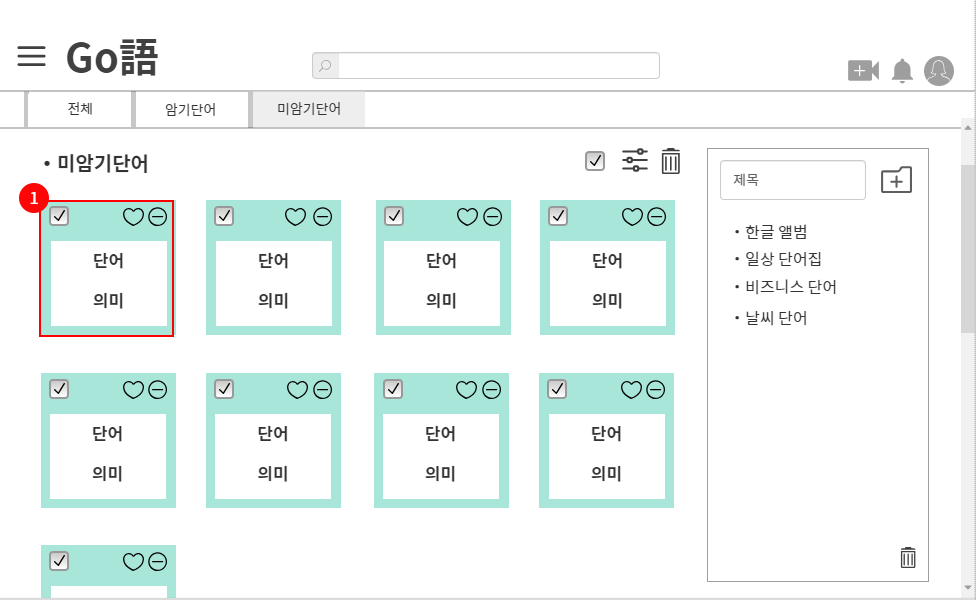 Go語
전체 암기단어 미암기단어
• 미암기단어
1
단어 단어 단어 단어
의미 의미 의미 의미
단어 단어 단어 단어
의미 의미 의미 의미
제목
• 한글 앨범
• 일상 단어집
• 비즈니스 단어
• 날씨 단어